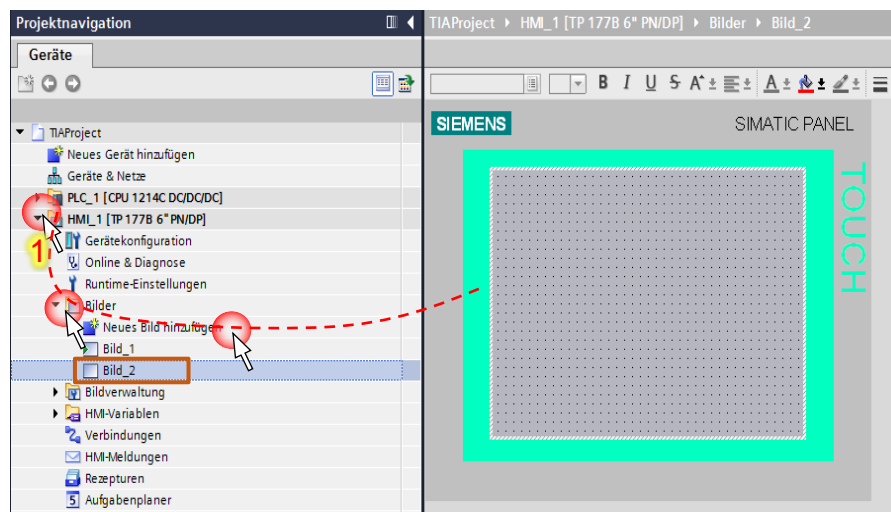 Projektnavigation
TIAProject ▸ HMI_1 [TP 177B 6" PN/DP] ▸ Bilder ▸ Bild_2
Geräte
B I U S A A
SIEMENS
SIMATIC PANEL
TOUCH
TIAProject
Neues Gerät hinzufügen
Geräte & Netze
PLC_1 [CPU 1214C DC/DC/DC]
HMI_1 [TP 177B 6" PN/DP]
1
Gerätekonfiguration
Online & Diagnose
Runtime-Einstellungen
Bilder
Neues Bild hinzufügen
Bild_1
Bild_2
Bildverwaltung
HMI-Variablen
Verbindungen
HMI-Meldungen
Rezepturen
5 Aufgabenplaner